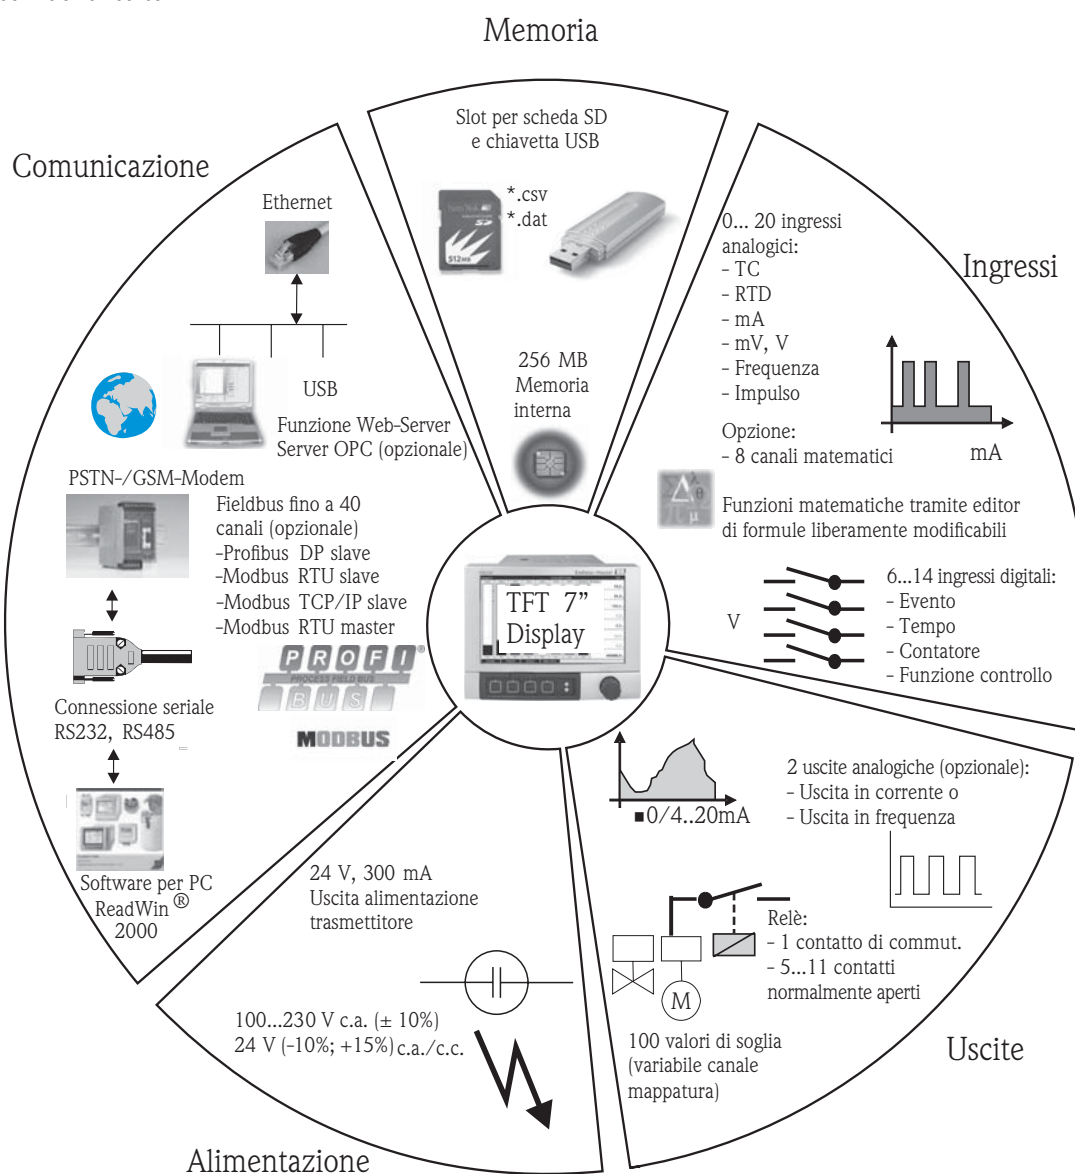 Memoria
Slot per scheda SD
e chiavetta USB
*.csv
*.dat
512MB
256 MB
Memoria
interna
Comunicazione
Ethernet
USB
Funzione Web-Server
Server OPC (opzionale)
PSTN-/GSM-Modem
Fieldbus fino a 40
canali (opzionale)
-Profibus DP slave
-Modbus RTU slave
-Modbus TCP/IP slave
-Modbus RTU master
PROFI®
PROCESS FIELD BUS
BUS
MODBUS
Connessione seriale
RS232, RS485
Software per PC
ReadWin ®
2000
Ingressi
0... 20 ingressi
analogici:
- TC
- RTD
- mA
- mV, V
- Frequenza
- Impulso
Opzione:
- 8 canali matematici
mA
Funzioni matematiche tramite editor
di formule liberamente modificabili
V
6...14 ingressi digitali:
- Evento
- Tempo
- Contatore
- Funzione controllo
TFT 7”
Display
Uscite
■0/4..20mA
2 uscite analogiche (opzionale):
- Uscita in corrente o
- Uscita in frequenza
Relè:
- 1 contatto di commut.
- 5...11 contatti
normalmente aperti
M
100 valori di soglia
(variabile canale
mappatura)
24 V, 300 mA
Uscita alimentazione
trasmettitore
100...230 V c.a. (± 10%)
24 V (-10%; +15%) c.a./c.c.
Alimentazione